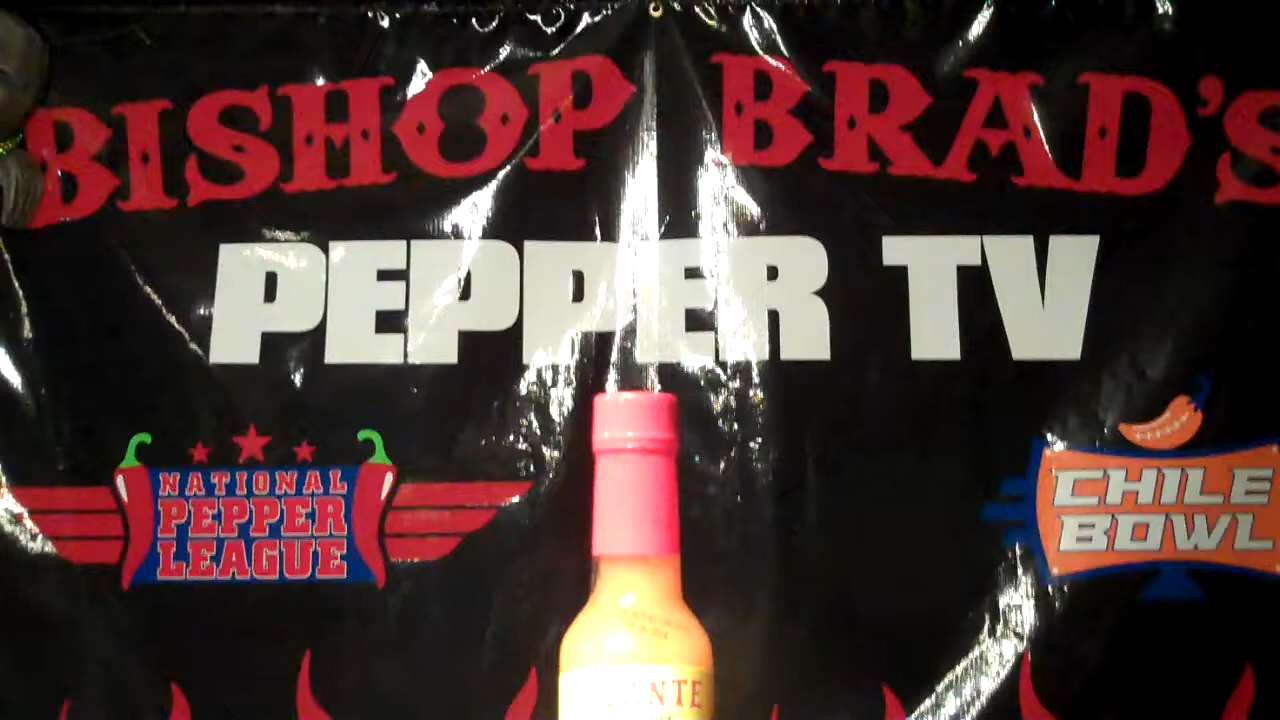 BISHOP BRAD'S
PEPPER TV
NATIONAL
PEPPER
LEAGUE
CHILE
BOWL